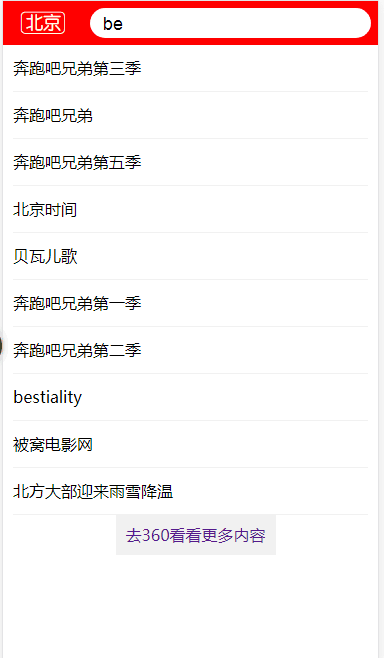 北京
be
奔跑吧兄弟第三季
奔跑吧兄弟
奔跑吧兄弟第五季
北京时间
贝瓦儿歌
奔跑吧兄弟第一季
奔跑吧兄弟第二季
bestiality
被窝电影网
北方大部迎来雨雪降温
去360看看更多内容